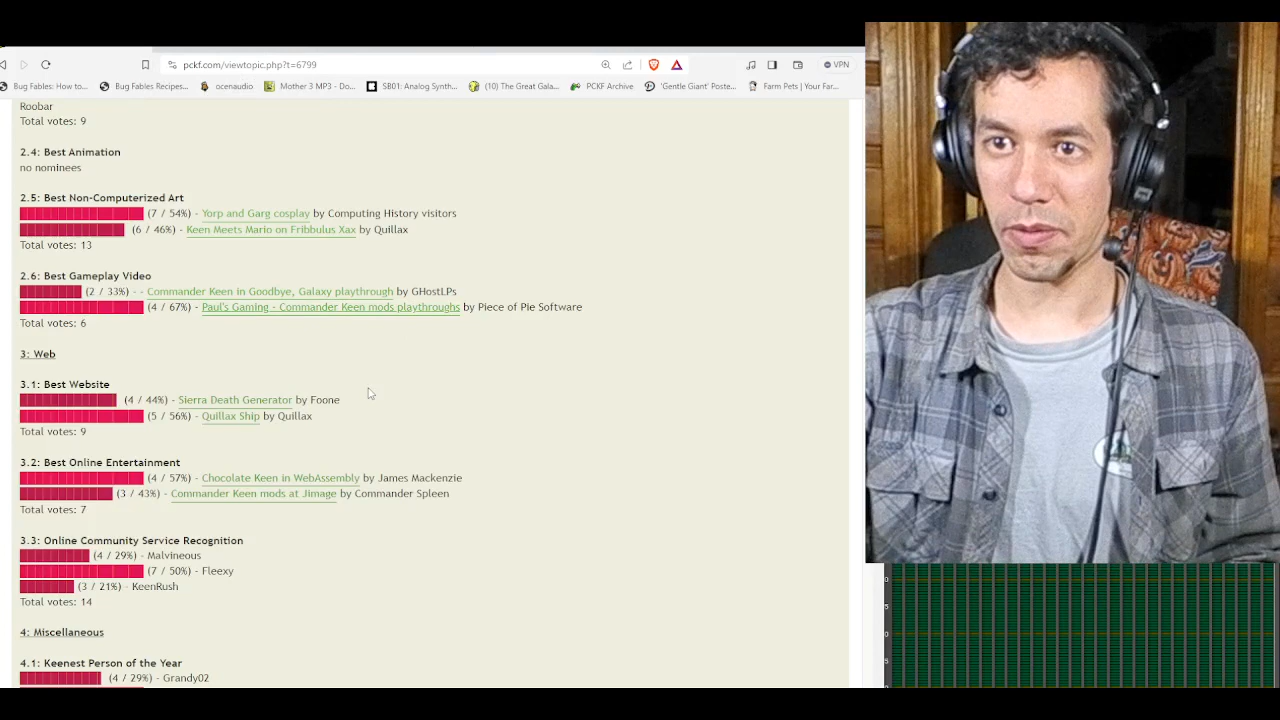 pckf.com/viewtopic.php?t=6799
VPN
Bug Fables: How to...
Bug Fables Recipes...
ocenaudio
Mother 3 MP3 - Do...
SB01: Analog Synth...
(10) The Great Gala...
PCKF Archive
'Gentle Giant' Poste...
Farm Pets | Your Far...
Roobar
Total votes: 9
2.4: Best Animation
no nominees
2.5: Best Non-Computerized Art
(7 / 54%) - Yorp and Garg cosplay by Computing History visitors
(6 / 46%) - Keen Meets Mario on Fribbulus Xax by Quillax
Total votes: 13
2.6: Best Gameplay Video
(2 / 33%) - - Commander Keen in Goodbye, Galaxy playthrough by GHostLPs
(4 / 67%) - Paul's Gaming - Commander Keen mods playthroughs by Piece of Pie Software
Total votes: 6
3: Web
3.1: Best Website
(4 / 44%) - Sierra Death Generator by Foone
(5 / 56%) - Quillax Ship by Quillax
Total votes: 9
3.2: Best Online Entertainment
(4 / 57%) - Chocolate Keen in WebAssembly by James Mackenzie
(3 / 43%) - Commander Keen mods at Jimage by Commander Spleen
Total votes: 7
3.3: Online Community Service Recognition
(4 / 29%) - Malvineous
(7 / 50%) - Fleexy
(3 / 21%) - KeenRush
Total votes: 14
4: Miscellaneous
4.1: Keenest Person of the Year
(4 / 29%) - Grandy02